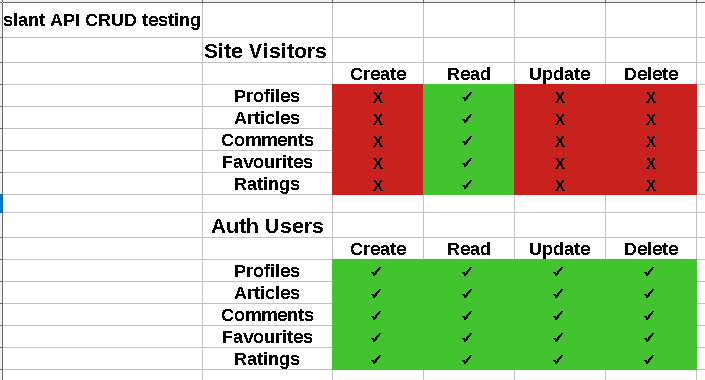 slant API CRUD testing
Site Visitors
Create Read Update Delete
Profiles X ✓ X X
Articles X ✓ X X
Comments X ✓ X X
Favourites X ✓ X X
Ratings X ✓ X X
Auth Users
Create Read Update Delete
Profiles ✓ ✓ ✓ ✓
Articles ✓ ✓ ✓ ✓
Comments ✓ ✓ ✓ ✓
Favourites ✓ ✓ ✓ ✓
Ratings ✓ ✓ ✓ ✓